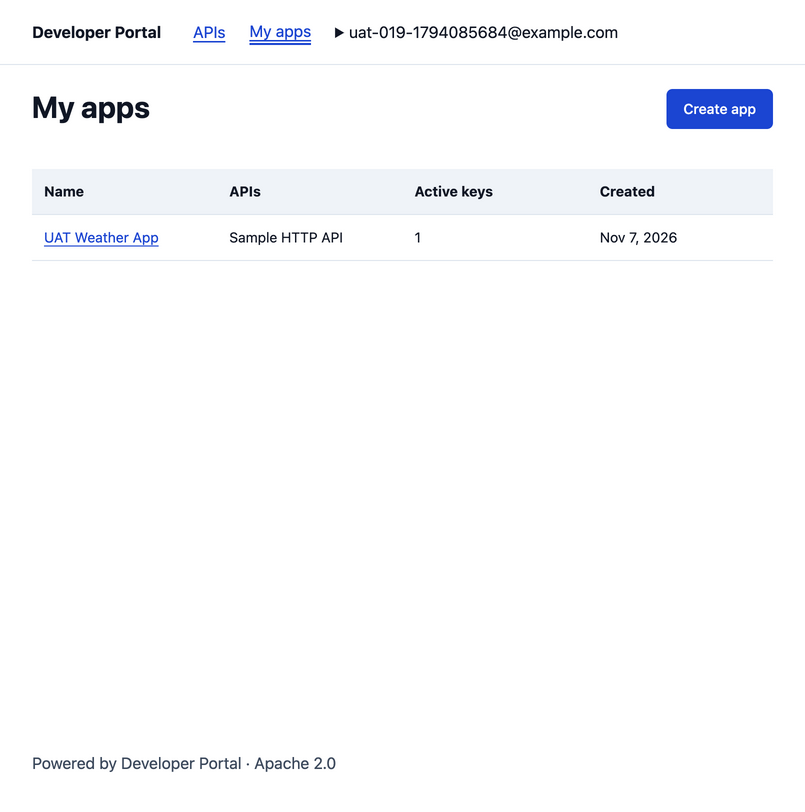 Developer Portal APIs My apps ▶ uat-019-1794085684@example.com
My apps Create app
Name APIs Active keys Created
UAT Weather App Sample HTTP API 1 Nov 7, 2026
Powered by Developer Portal · Apache 2.0